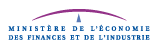 MINISTÈRE DE L'ÉCONOMIE
DES FINANCES ET DE L'INDUSTRIE